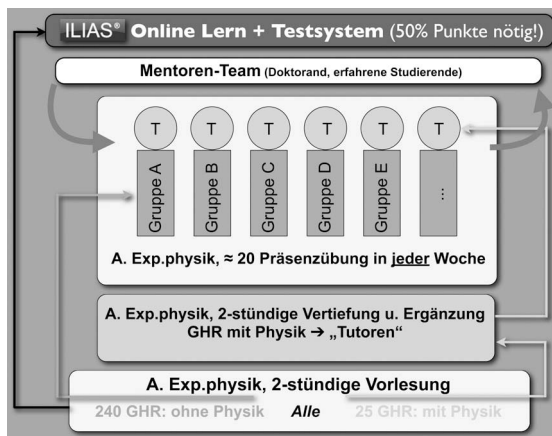 ILIAS® Online Lern + Testsystem (50% Punkte nötig!)
Mentoren-Team (Doktorand, erfahrene Studierende)
T T T T T T
Gruppe A Gruppe B Gruppe C Gruppe D Gruppe E ...
A. Exp.physik, ≈ 20 Präsenzübung in jeder Woche
A. Exp.physik, 2-stündige Vertiefung u. Ergänzung
GHR mit Physik ➔ „Tutoren“
A. Exp.physik, 2-stündige Vorlesung
240 GHR: ohne Physik Alle 25 GHR: mit Physik